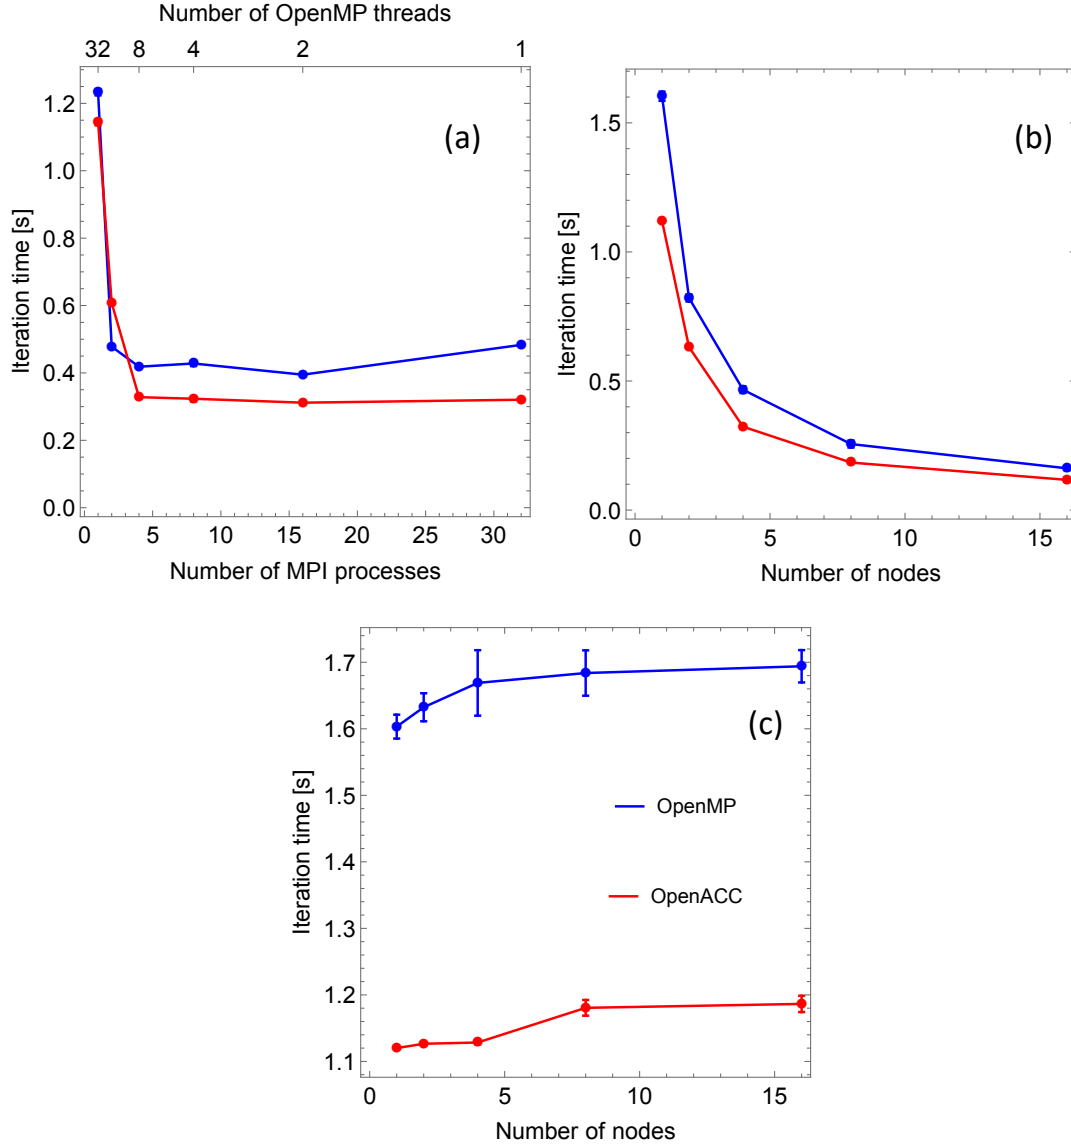 Number of OpenMP threads
32 8 4 2 1
(a)
Iteration time [s]
1.2
1.0
0.8
0.6
0.4
0.2
0.0
0 5 10 15 20 25 30
Number of MPI processes
(b)
Iteration time [s]
1.5
1.0
0.5
0.0
0 5 10 15
Number of nodes
(c)
Iteration time [s]
1.7
1.6
1.5
1.4
1.3
1.2
1.1
OpenMP
OpenACC
0 5 10 15
Number of nodes